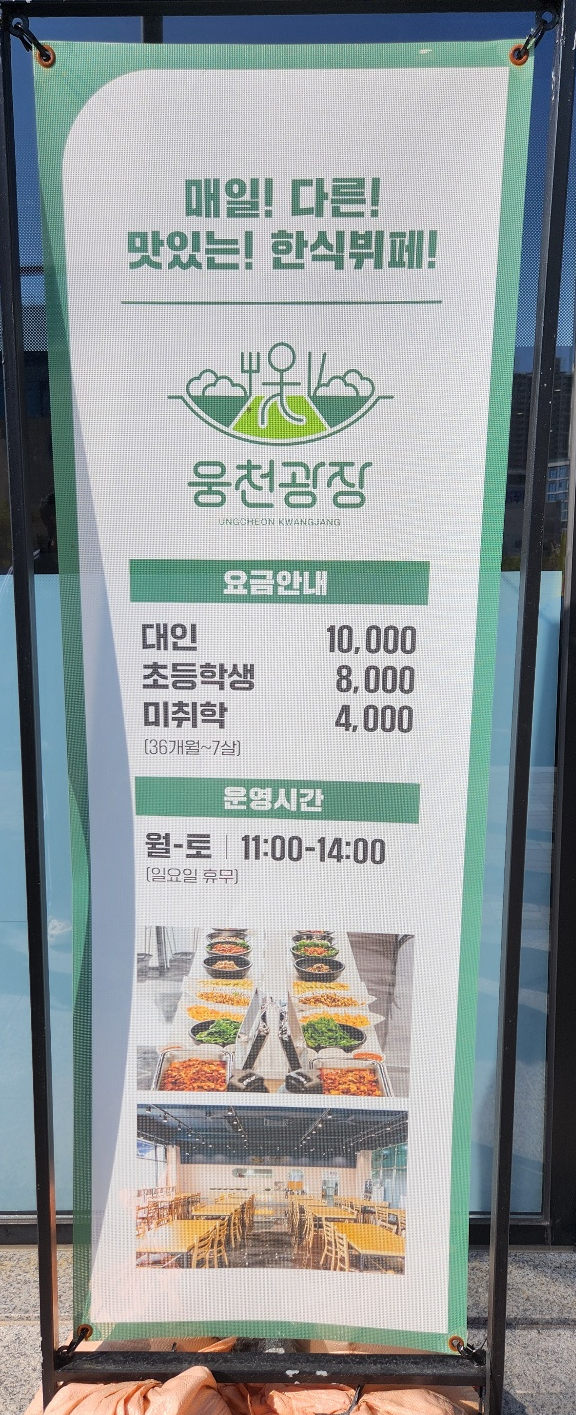 매일! 다른!
맛있는! 한식뷔페!
웅천광장
UNGCHEON KWANGJANG
요금안내
대인 10,000
초등학생 8,000
미취학 4,000
(36개월~7살)
운영시간
월-토 | 11:00-14:00
(일요일 휴무)